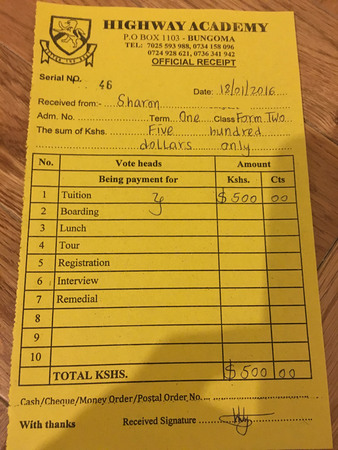 HIGHWAY ACADEMY
P.O BOX 1103 - BUNGOMA
TEL: 7025 593 988, 0734 158 096
0724 928 621, 0736 341 942
OFFICIAL RECEIPT
Serial NO. 46
Date: 18/01/2016
Received from:- Sharon
Adm. No. Term: One Class Form Two
The sum of Kshs. Five hundred
dollars only
No. Vote heads Amount
Being payment for Kshs. Cts
1 Tuition $500 00
2 Boarding
3 Lunch
4 Tour
5 Registration
6 Interview
7 Remedial
8
9
10
TOTAL KSHS. $500 00
Cash/Cheque/Money Order/Postal Order No.
With thanks Received Signature